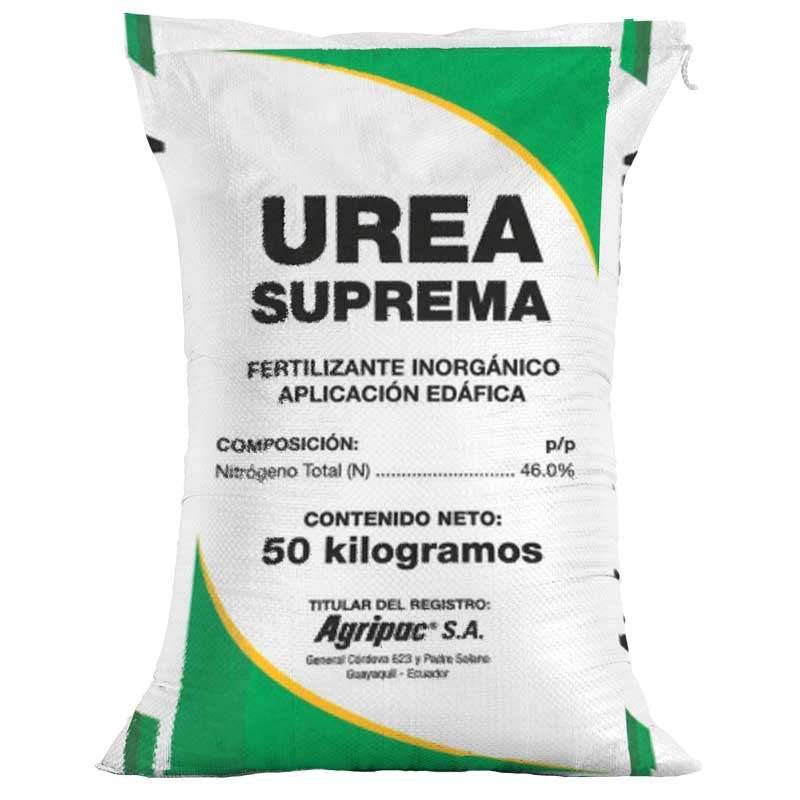 UREA
SUPREMA
FERTILIZANTE INORGÁNICO
APLICACIÓN EDÁFICA
COMPOSICIÓN: p/p
Nitrógeno Total (N) ............................ 46.0%
CONTENIDO NETO:
50 kilogramos
TITULAR DEL REGISTRO:
Agripac® S.A.
General Córdova 623 y Padre Solano
Guayaquil - Ecuador